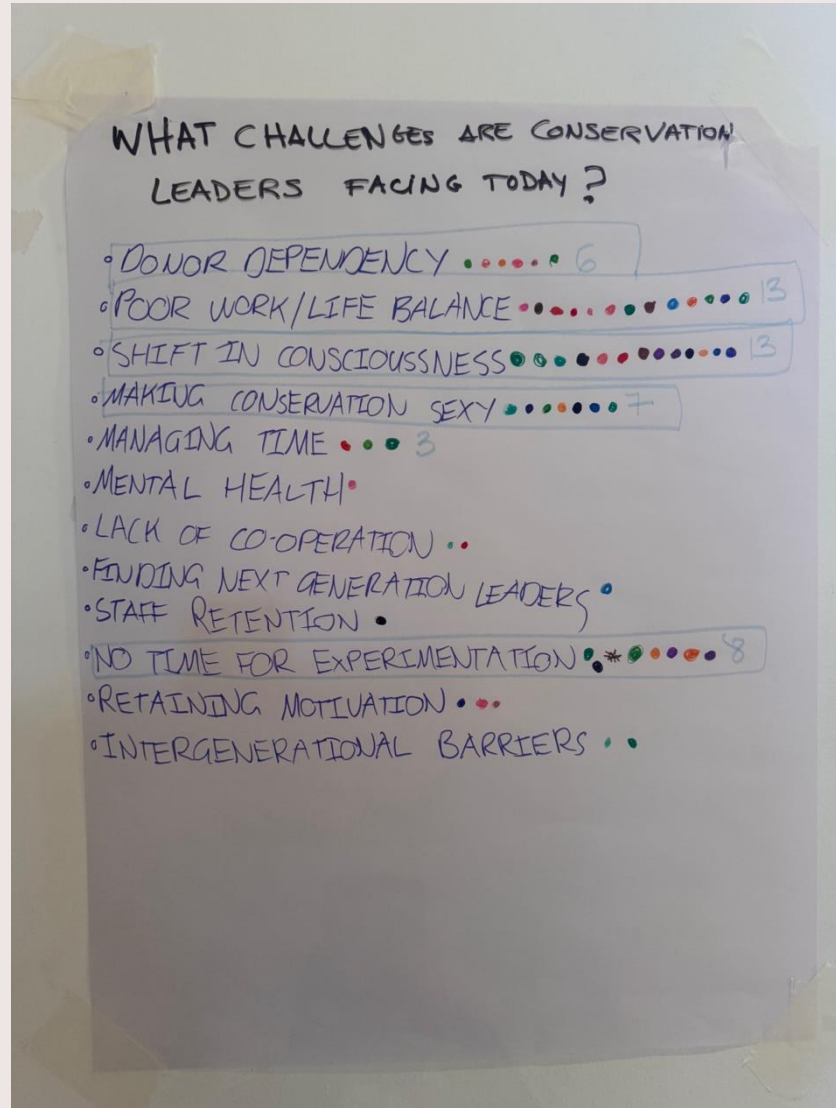 WHAT CHALLENGES ARE CONSERVATION
LEADERS FACING TODAY?
• DONOR DEPENDENCY 6
• POOR WORK/LIFE BALANCE 13
• SHIFT IN CONSCIOUSSNESS 13
• MAKING CONSERVATION SEXY 7
• MANAGING TIME 3
• MENTAL HEALTH
• LACK OF CO-OPERATION
• FINDING NEXT GENERATION LEADERS
• STAFF RETENTION
• NO TIME FOR EXPERIMENTATION 8
• RETAINING MOTIVATION
• INTERGENERATIONAL BARRIERS